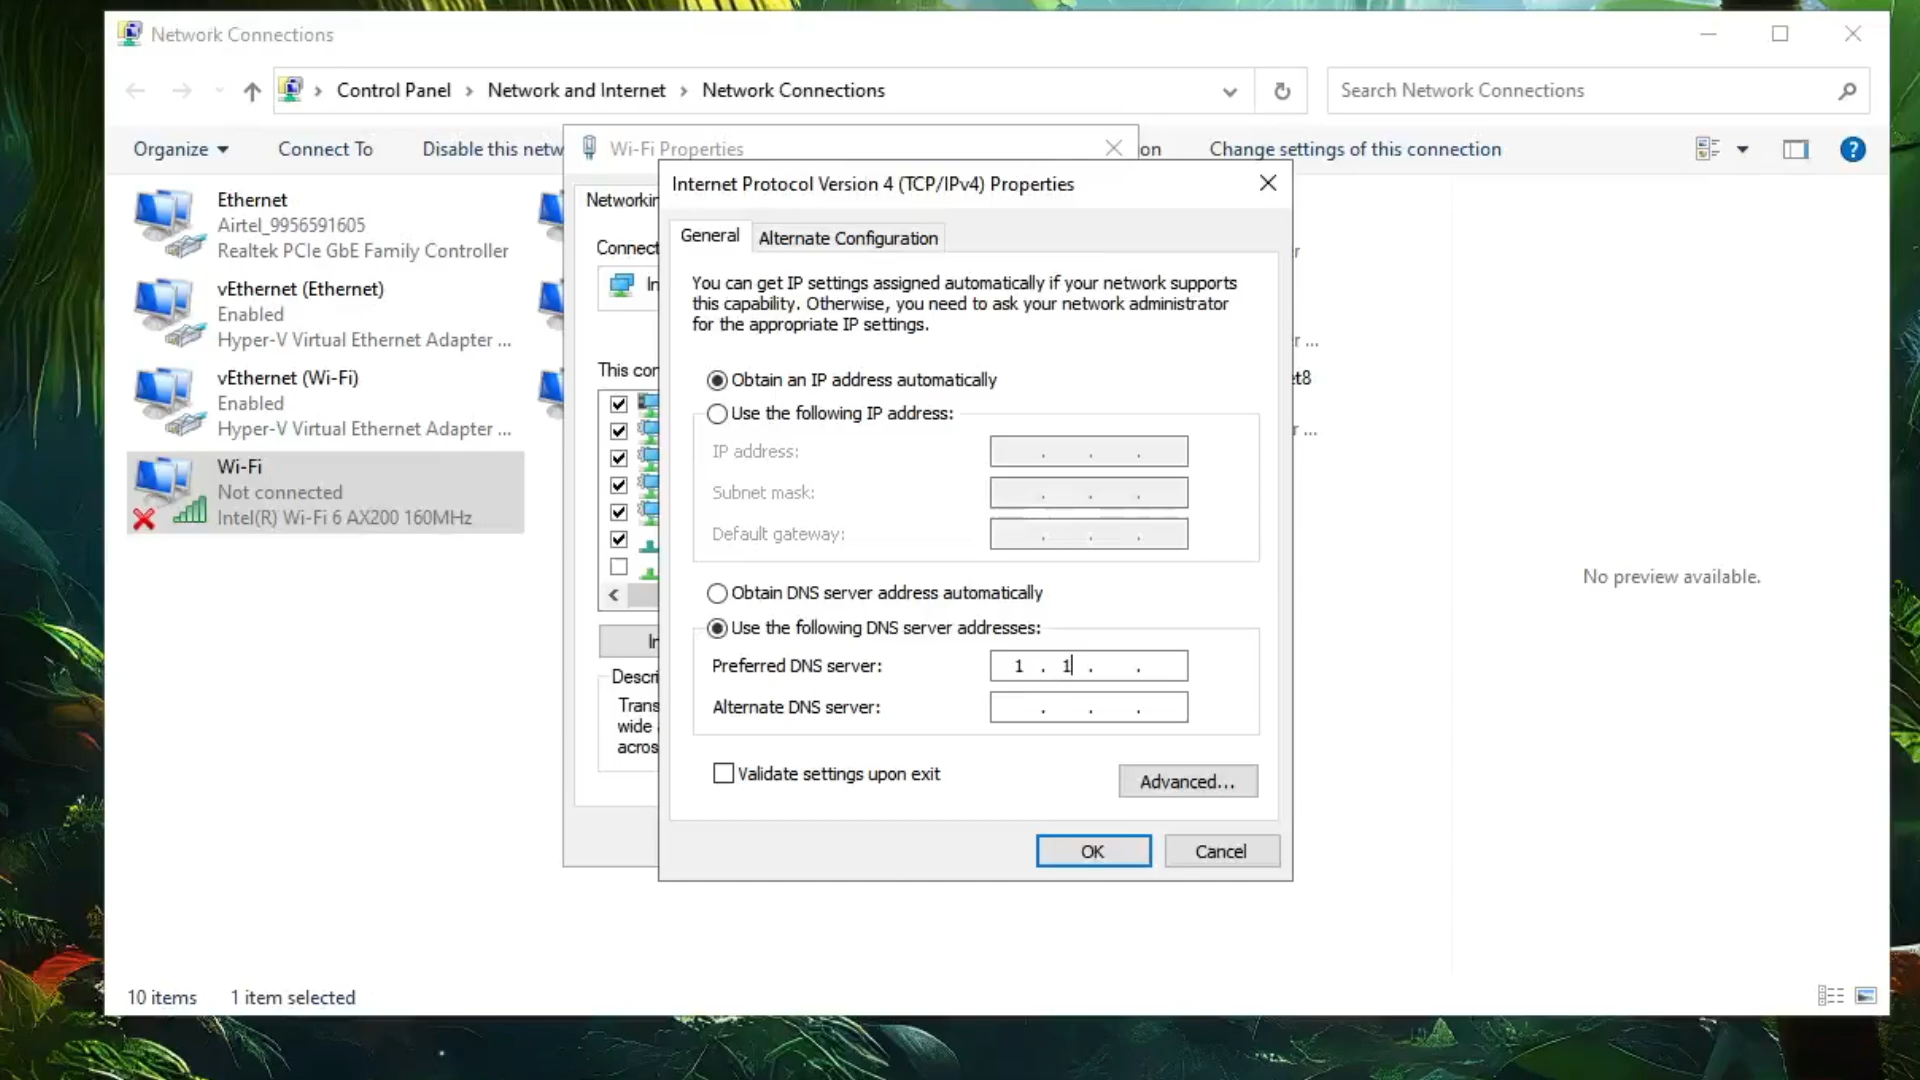 Network Connections
Control Panel
Network and Internet
Network Connections
Search Network Connections
Organize
Connect To
Disable this netw
on
Change settings of this connection
Ethernet
Airtel_9956591605
Realtek PCIe GbE Family Controller
vEthernet (Ethernet)
Enabled
Hyper-V Virtual Ethernet Adapter ...
vEthernet (Wi-Fi)
Enabled
Hyper-V Virtual Ethernet Adapter ...
Wi-Fi
Not connected
Intel(R) Wi-Fi 6 AX200 160MHz
r
r ...
t8
r ...
Wi-Fi Properties
Networkin
Connect
In
This con
In
Descri
Trans
wide
acros
Internet Protocol Version 4 (TCP/IPv4) Properties
General
Alternate Configuration
You can get IP settings assigned automatically if your network supports
this capability. Otherwise, you need to ask your network administrator
for the appropriate IP settings.
Obtain an IP address automatically
Use the following IP address:
IP address: . . .
Subnet mask: . . .
Default gateway: . . .
Obtain DNS server address automatically
Use the following DNS server addresses:
Preferred DNS server: 1 . 1 . .
Alternate DNS server: . . .
Validate settings upon exit
Advanced...
OK
Cancel
No preview available.
10 items
1 item selected